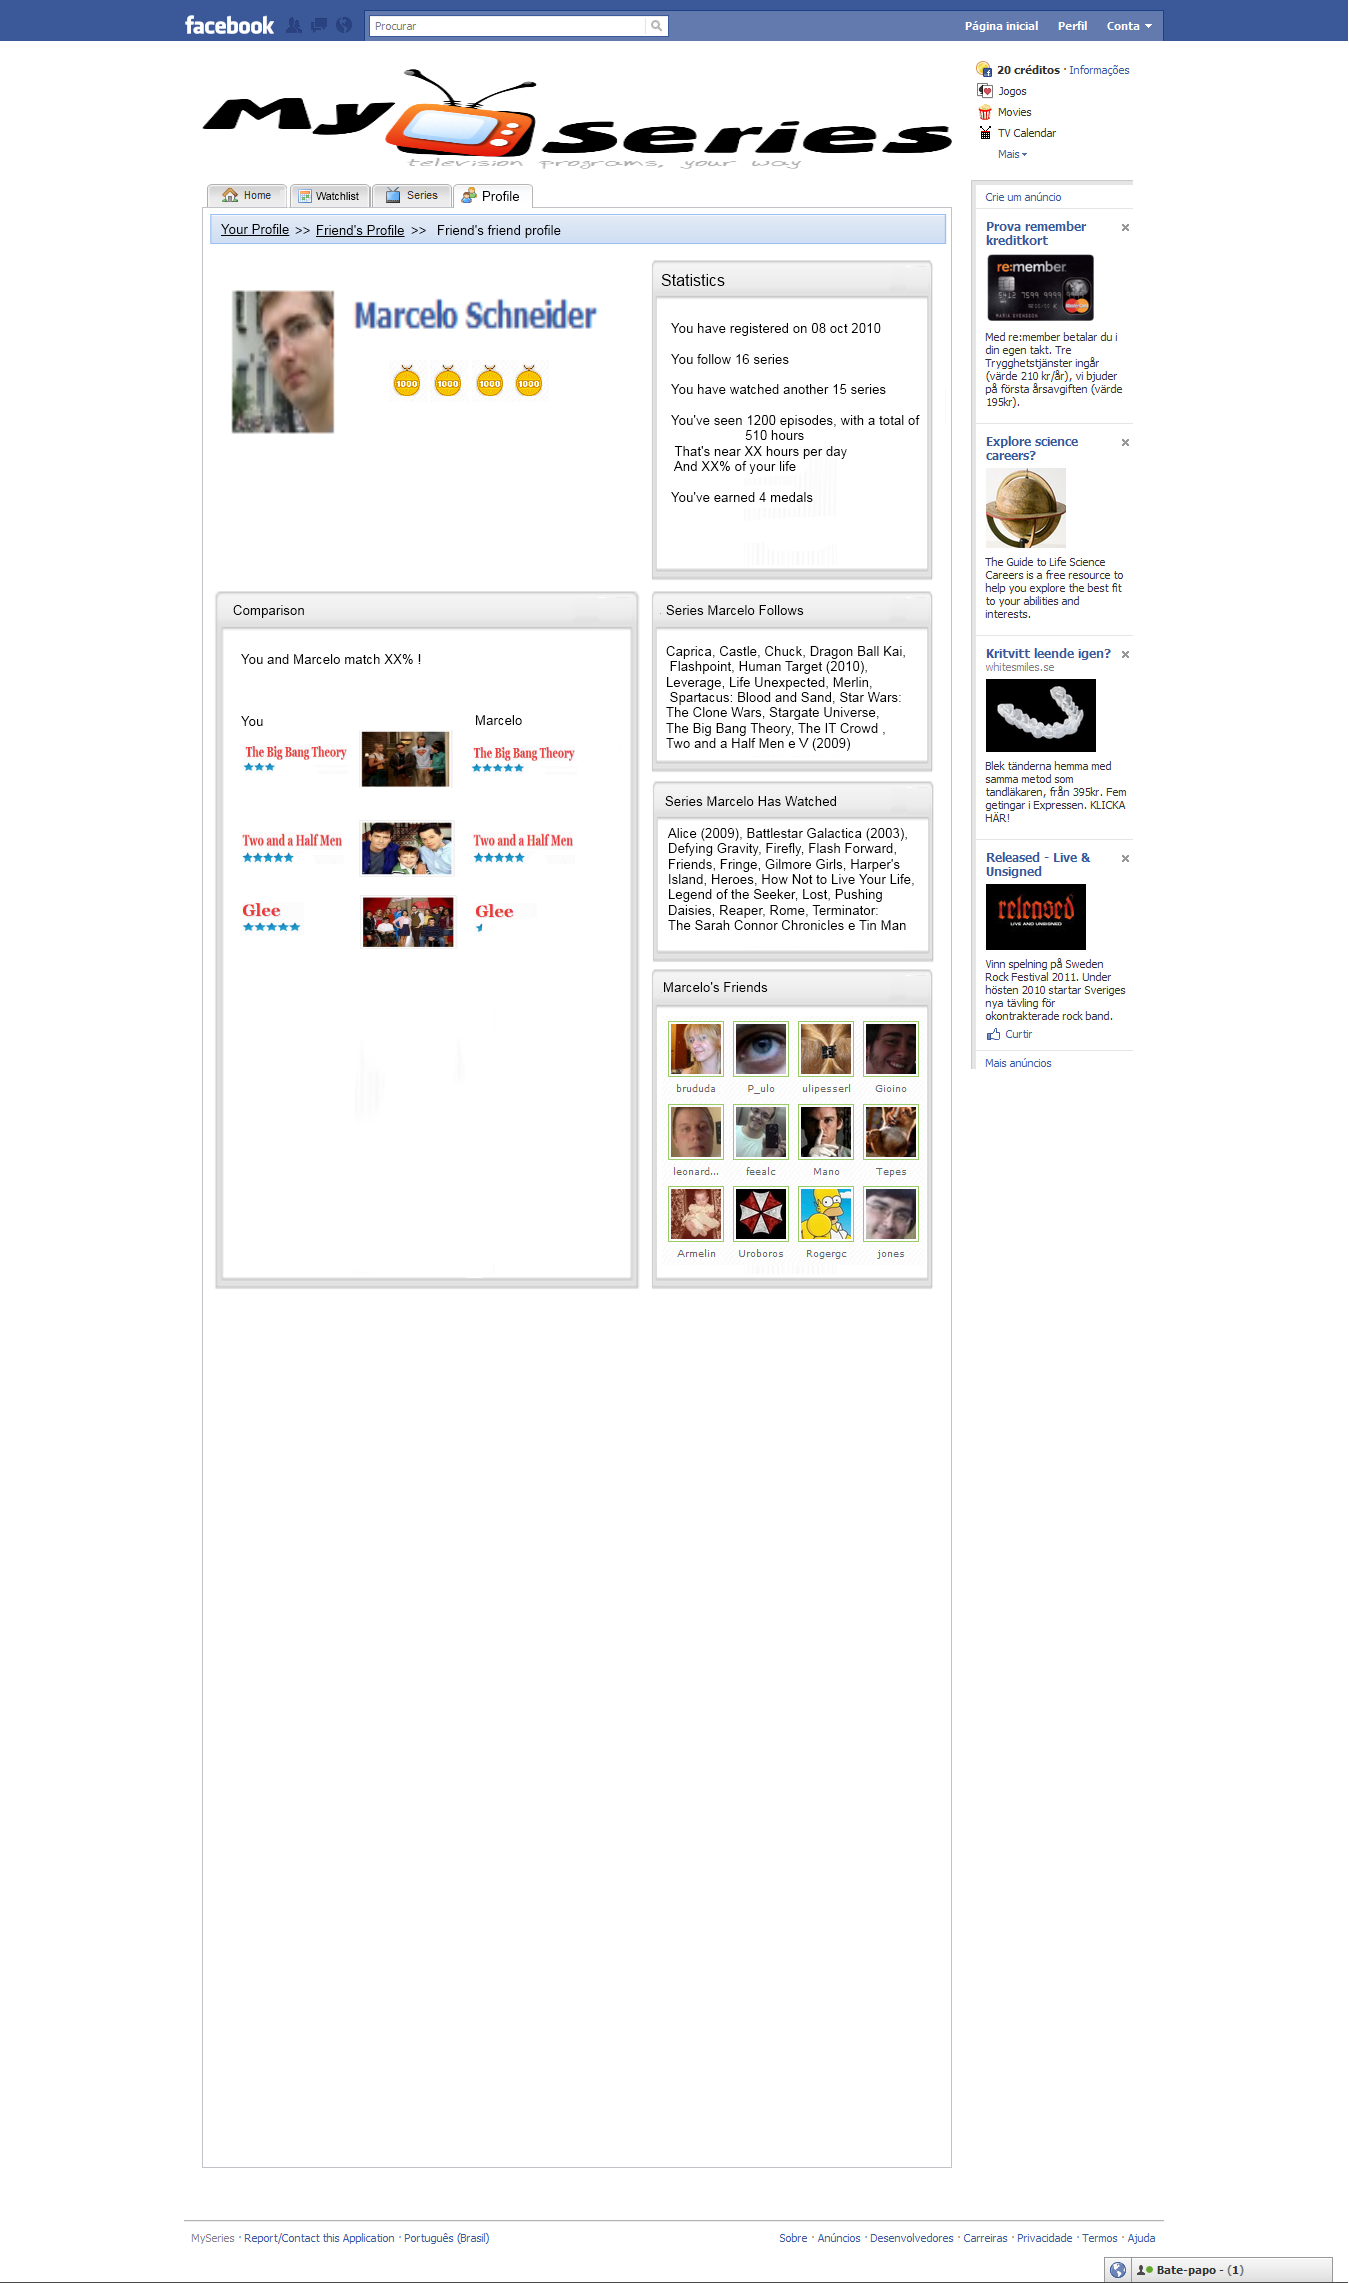 facebook
Procurar
Página inicial Perfil Conta
My Series
television programs, your way
20 créditos · Informações
Jogos
Movies
TV Calendar
Mais
Home Watchlist Series Profile
Your Profile >> Friend's Profile >> Friend's friend profile
Marcelo Schneider
1000 1000 1000 1000
Statistics
You have registered on 08 oct 2010
You follow 16 series
You have watched another 15 series
You've seen 1200 episodes, with a total of
510 hours
That's near XX hours per day
And XX% of your life
You've earned 4 medals
Comparison
You and Marcelo match XX% !
You Marcelo
The Big Bang Theory The Big Bang Theory
Two and a Half Men Two and a Half Men
Glee Glee
Series Marcelo Follows
Caprica, Castle, Chuck, Dragon Ball Kai,
Flashpoint, Human Target (2010),
Leverage, Life Unexpected, Merlin,
Spartacus: Blood and Sand, Star Wars:
The Clone Wars, Stargate Universe,
The Big Bang Theory, The IT Crowd ,
Two and a Half Men e V (2009)
Series Marcelo Has Watched
Alice (2009), Battlestar Galactica (2003),
Defying Gravity, Firefly, Flash Forward,
Friends, Fringe, Gilmore Girls, Harper's
Island, Heroes, How Not to Live Your Life,
Legend of the Seeker, Lost, Pushing
Daisies, Reaper, Rome, Terminator:
The Sarah Connor Chronicles e Tin Man
Marcelo's Friends
brududa P_ulo ulipesserl Gioino
leonard... feealc Mano Tepes
Armelin Uroboros Rogergc jones
Crie um anúncio
Prova remember
kreditkort
re:member
5412 7599 9999
MARIA SVENSSON
MasterCard
Med re:member betalar du i
din egen takt. Tre
Trygghetstjänster ingår
(värde 210 kr/år), vi bjuder
på första årsavgiften (värde
195kr).
Explore science
careers?
The Guide to Life Science
Careers is a free resource to
help you explore the best fit
to your abilities and
interests.
Kritvitt leende igen?
whitesmiles.se
Blek tänderna hemma med
samma metod som
tandläkaren, från 395kr. Fem
getingar i Expressen. KLICKA
HÄR!
Released - Live &
Unsigned
released
LIVE AND UNSIGNED
Vinn spelning på Sweden
Rock Festival 2011. Under
hösten 2010 startar Sveriges
nya tävling för
okontrakterade rock band.
Curtir
Mais anúncios
MySeries · Report/Contact this Application · Português (Brasil)
Sobre · Anúncios · Desenvolvedores · Carreiras · Privacidade · Termos · Ajuda
Bate-papo - (1)